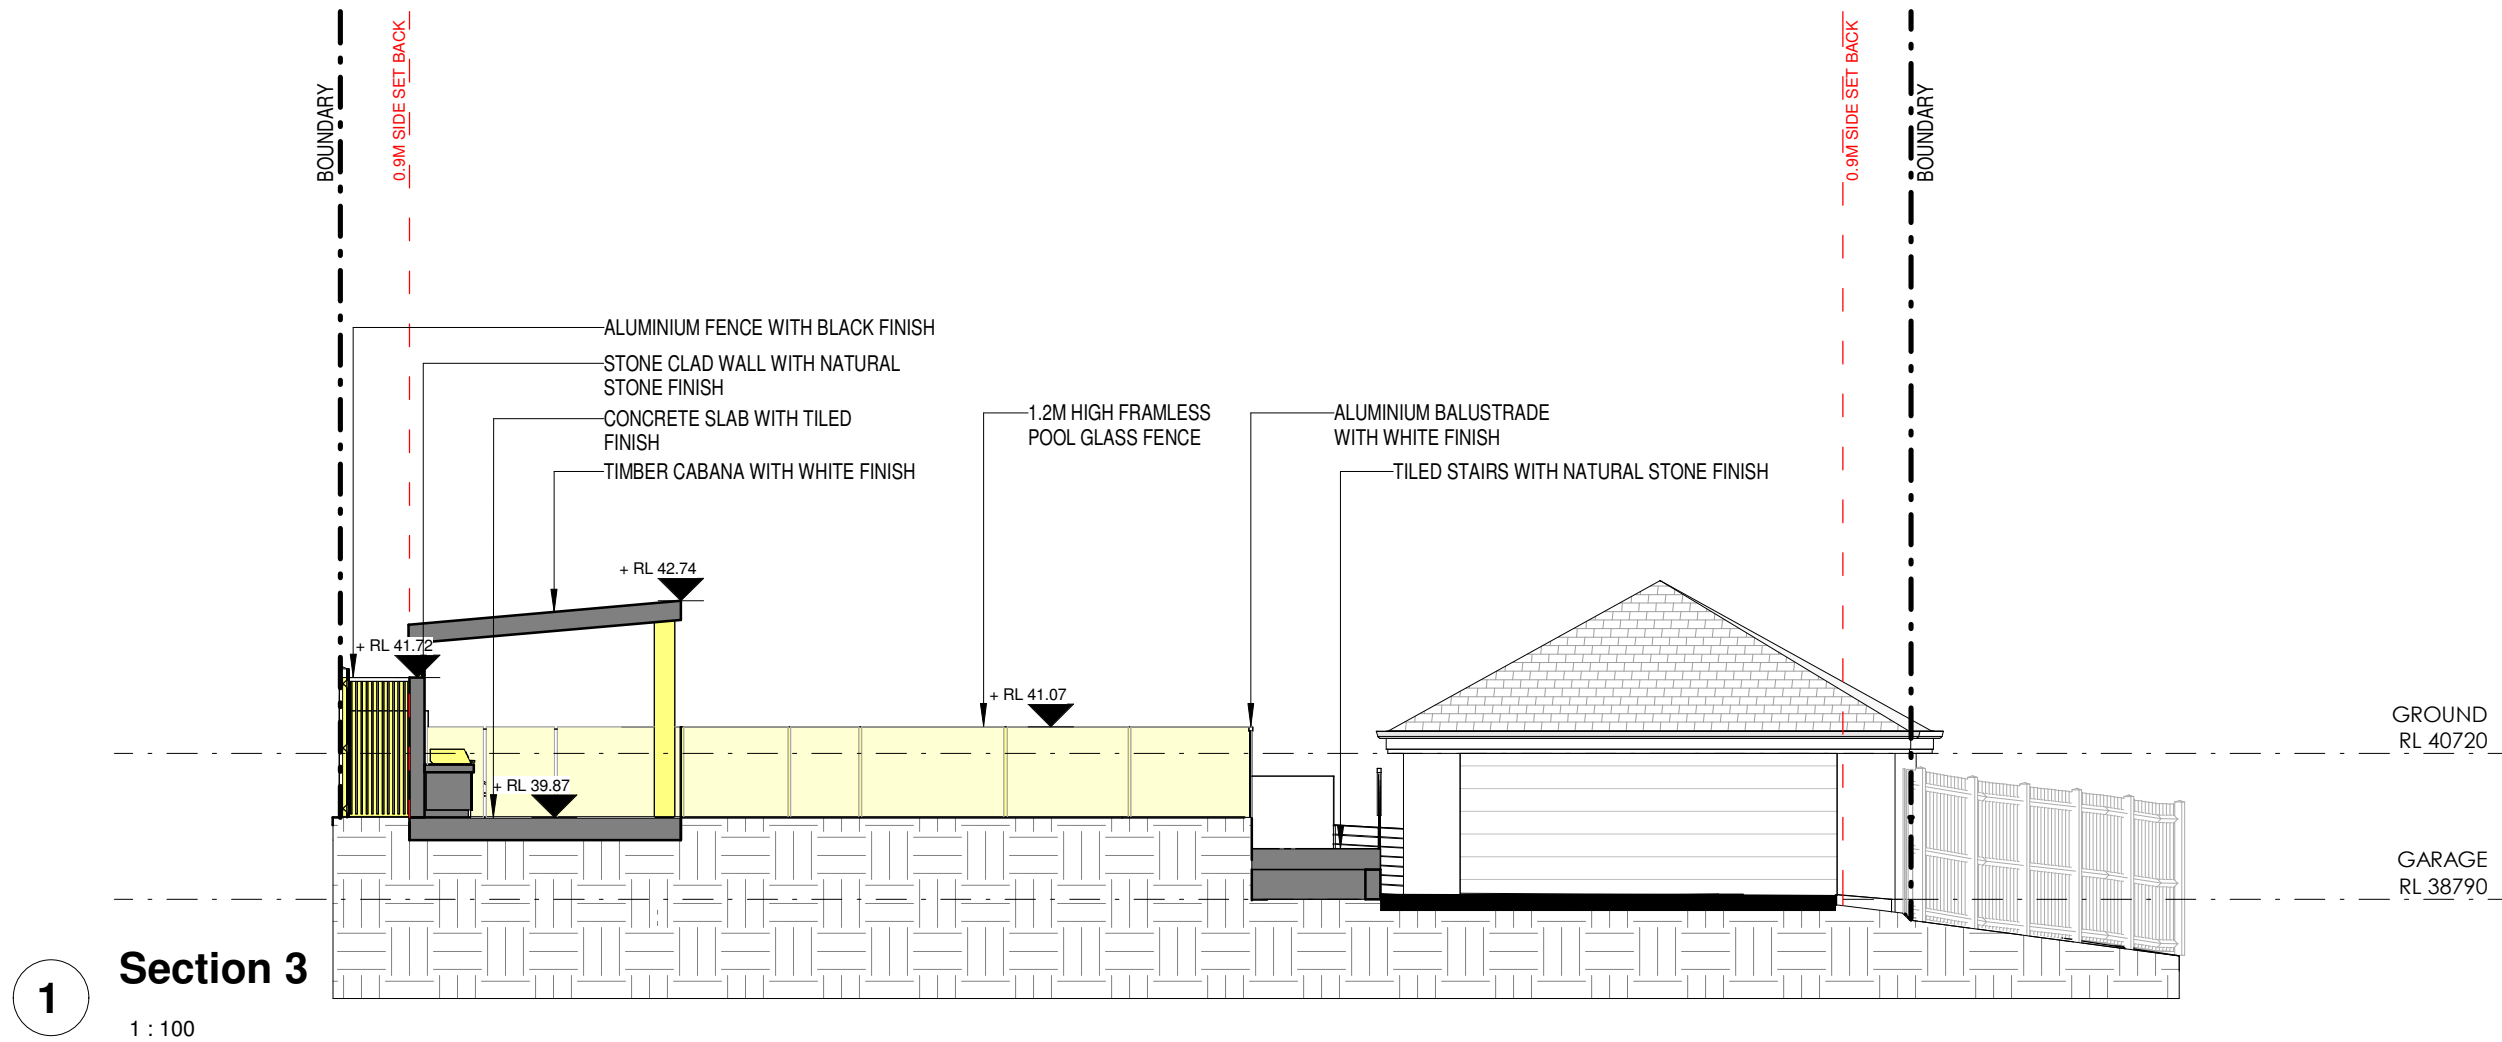 BOUNDARY
0.9M SIDE SET BACK
0.9M SIDE SET BACK
BOUNDARY
ALUMINIUM FENCE WITH BLACK FINISH
STONE CLAD WALL WITH NATURAL
STONE FINISH
CONCRETE SLAB WITH TILED
FINISH
TIMBER CABANA WITH WHITE FINISH
1.2M HIGH FRAMLESS
POOL GLASS FENCE
ALUMINIUM BALUSTRADE
WITH WHITE FINISH
TILED STAIRS WITH NATURAL STONE FINISH
+ RL 42.74
+ RL 41.72
+ RL 41.07
+ RL 39.87
GROUND
RL 40720
GARAGE
RL 38790
1
Section 3
1 : 100